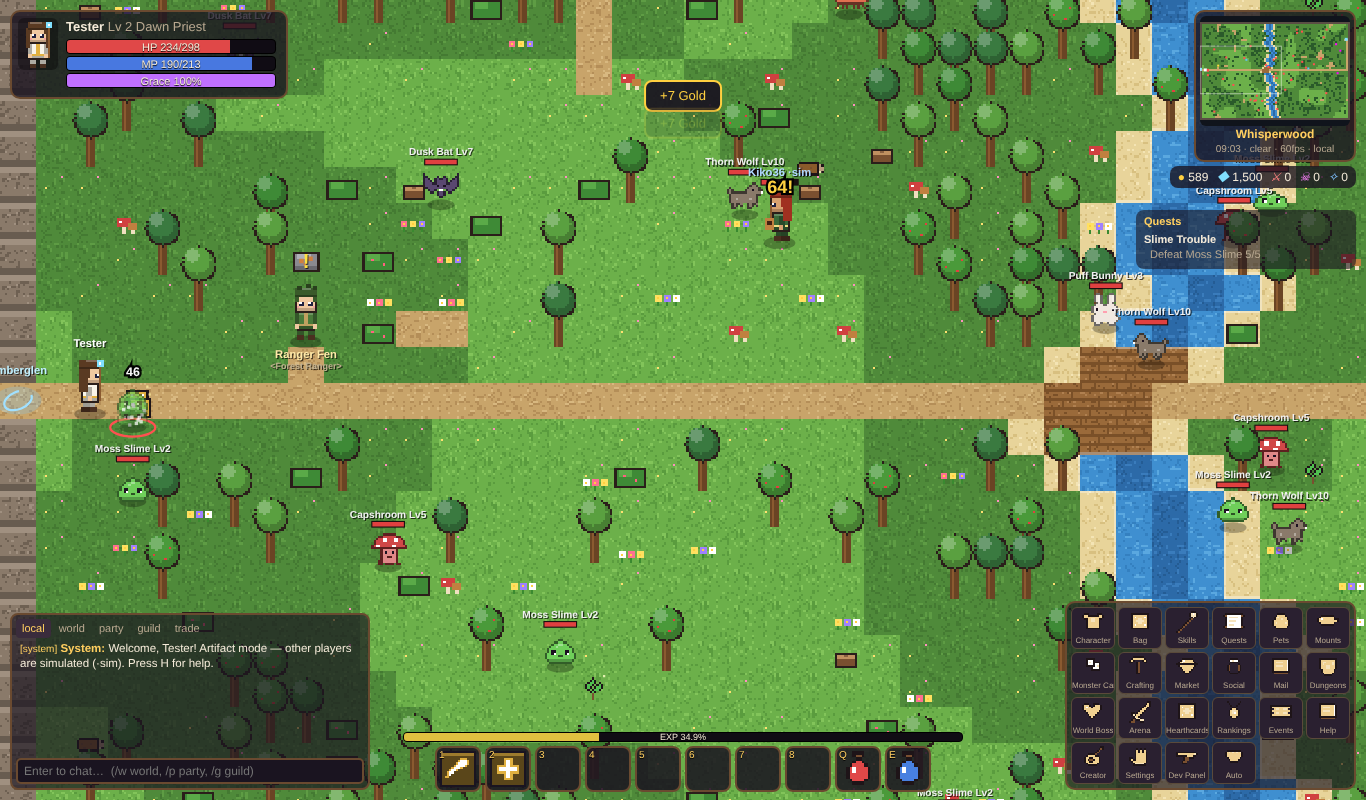 Dusk Bat Lv7
Tester Lv 2 Dawn Priest
HP 234/298
MP 190/213
Grace 100%
+7 Gold
Whisperwood
09:03 · clear · 60fps · local
589 1,500 0 0 0
Capshroom Lv5
Quests
Slime Trouble
Defeat Moss Slime 5/5
Dusk Bat Lv7
Thorn Wolf Lv10
Kiko36·sim
64!
!
Puff Bunny Lv3
Thorn Wolf Lv10
Tester
Ranger Fen
<Forest Ranger>
mberglen
46
Moss Slime Lv2
Capshroom Lv5
Moss Slime Lv2
Thorn Wolf Lv10
Capshroom Lv5
Moss Slime Lv2
local world party guild trade
[system] System: Welcome, Tester! Artifact mode — other players
are simulated (·sim). Press H for help.
Enter to chat… (/w world, /p party, /g guild)
EXP 34.9%
1 2 3 4 5 6 7 8 Q E
Moss Slime Lv2
Character Bag Skills Quests Pets Mounts
Monster Ca Crafting Market Social Mail Dungeons
World Boss Arena Hearthcards Rankings Events Help
Creator Settings Dev Panel Auto